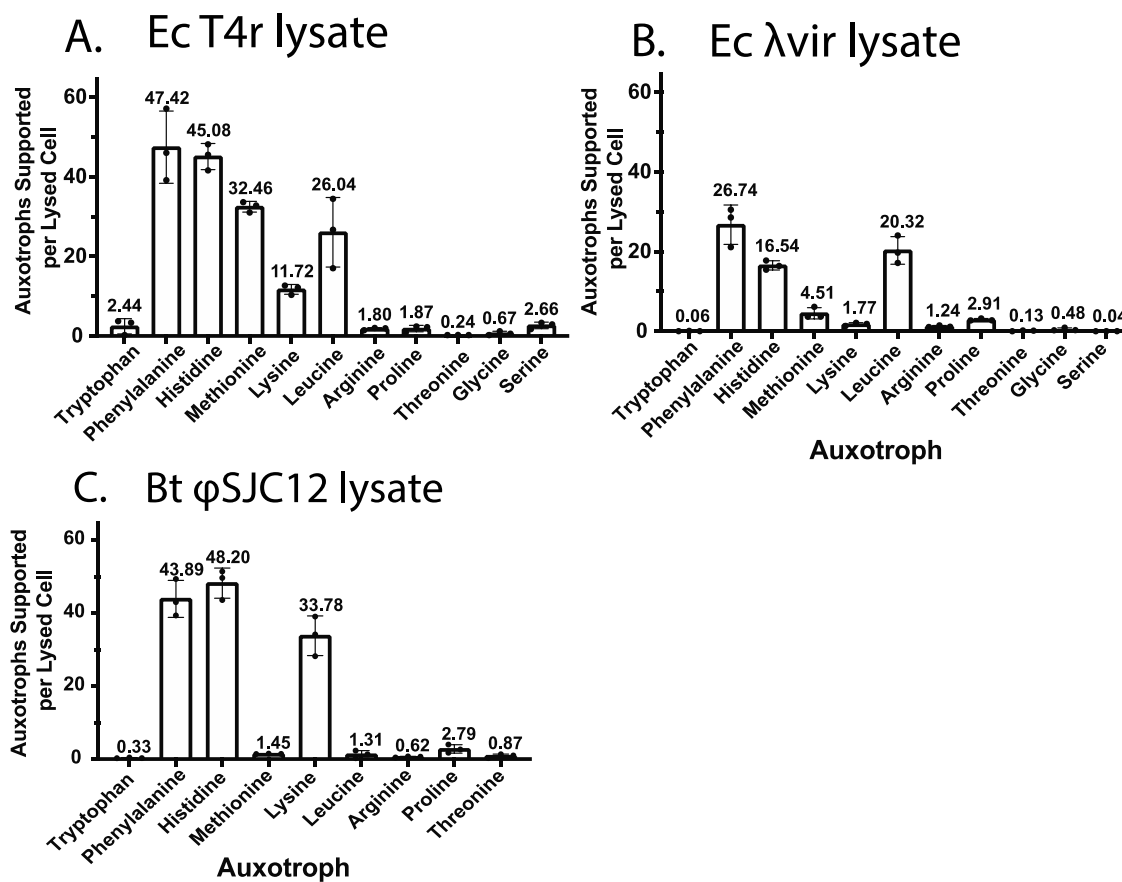 A. Ec T4r lysate
Auxotrophs Supported
per Lysed Cell
60
40
20
0
2.44
47.42
45.08
32.46
11.72
26.04
1.80
1.87
0.24
0.67
2.66
Tryptophan
Phenylalanine
Histidine
Methionine
Lysine
Leucine
Arginine
Proline
Threonine
Glycine
Serine
B. Ec λvir lysate
Auxotrophs Supported
per Lysed Cell
60
40
20
0
0.06
26.74
16.54
4.51
1.77
20.32
1.24
2.91
0.13
0.48
0.04
Tryptophan
Phenylalanine
Histidine
Methionine
Lysine
Leucine
Arginine
Proline
Threonine
Glycine
Serine
Auxotroph
C. Bt φSJC12 lysate
Auxotrophs Supported
per Lysed Cell
60
40
20
0
0.33
43.89
48.20
1.45
33.78
1.31
0.62
2.79
0.87
Tryptophan
Phenylalanine
Histidine
Methionine
Lysine
Leucine
Arginine
Proline
Threonine
Auxotroph